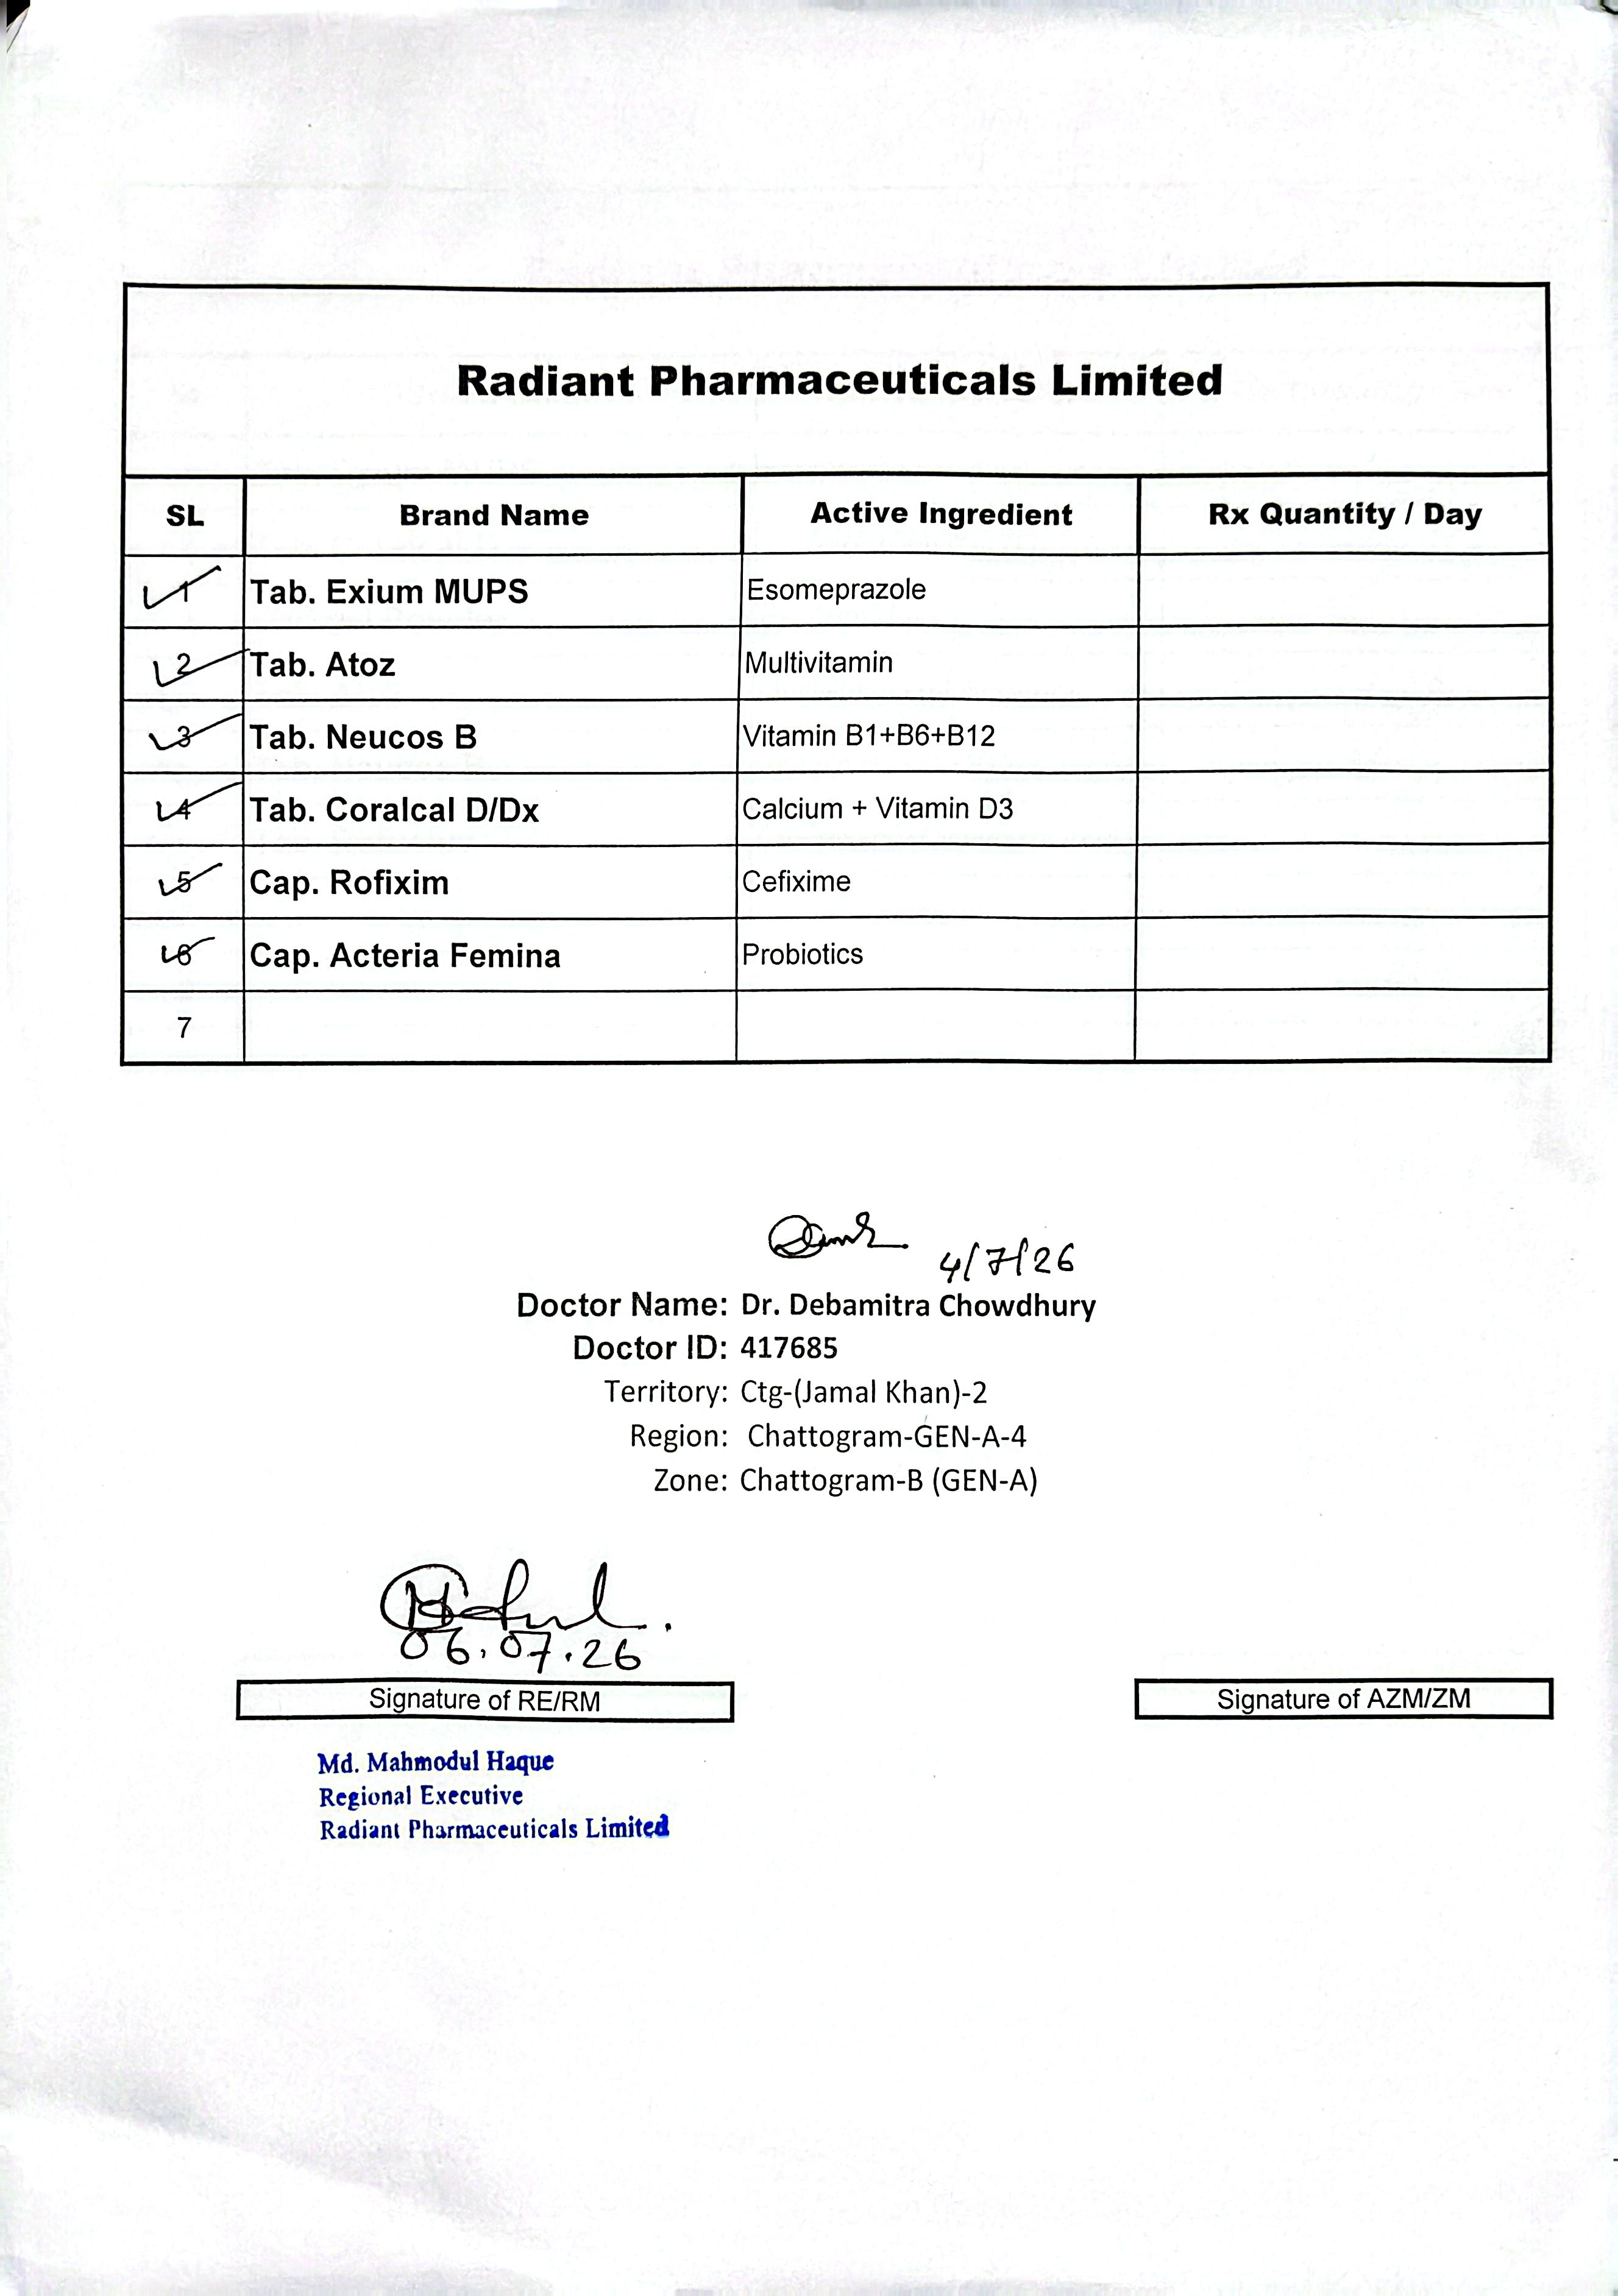 Radiant Pharmaceuticals Limited
SL Brand Name Active Ingredient Rx Quantity / Day
1 Tab. Exium MUPS Esomeprazole
2 Tab. Atoz Multivitamin
3 Tab. Neucos B Vitamin B1+B6+B12
4 Tab. Coralcal D/Dx Calcium + Vitamin D3
5 Cap. Rofixim Cefixime
6 Cap. Acteria Femina Probiotics
7
4/7/26
Doctor Name: Dr. Debamitra Chowdhury
Doctor ID: 417685
Territory: Ctg-(Jamal Khan)-2
Region: Chattogram-GEN-A-4
Zone: Chattogram-B (GEN-A)
06.07.26
Signature of RE/RM Signature of AZM/ZM
Md. Mahmodul Haque
Regional Executive
Radiant Pharmaceuticals Limited